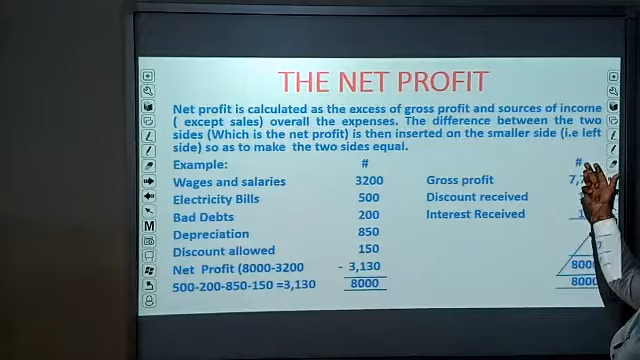 THE NET PROFIT
Net profit is calculated as the excess of gross profit and sources of income
( except sales) overall the expenses. The difference between the two
sides (Which is the net profit) is then inserted on the smaller side (i.e left
side) so as to make the two sides equal.
Example: # #
Wages and salaries 3200 Gross profit
Electricity Bills 500 Discount received
Bad Debts 200 Interest Received
Depreciation 850
Discount allowed 150
Net Profit (8000-3200 - 3,130 8000
500-200-850-150 =3,130 8000 8000
M